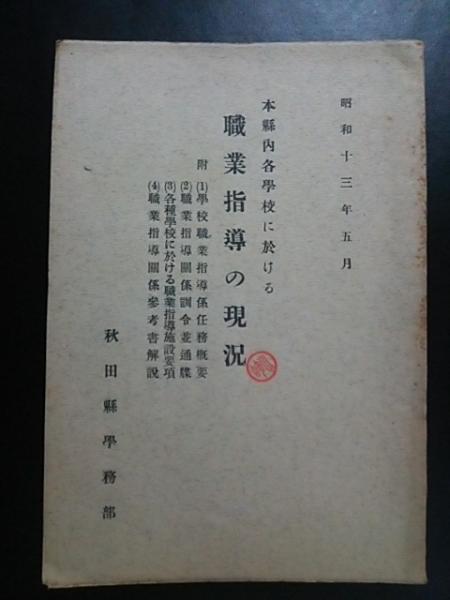 昭和十三年五月
本縣內各學校に於ける
職業指導の現況
附 (1)學校職業指導係任務概要
(2)職業指導關係訓令並通牒
(3)各種學校に於ける職業指導施設要項
(4)職業指導關係參考書解說
秋田縣學務部